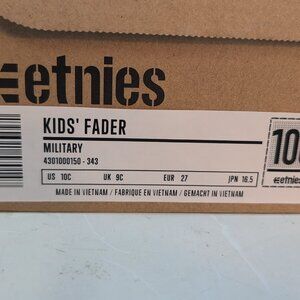 etnies
KIDS' FADER
MILITARY
4301000150 - 343
US 10C UK 9C EUR 27 JPN 16.5
MADE IN VIETNAM / FABRIQUE EN VIETNAM / GEMACHT IN VIETNAM
10
etnies